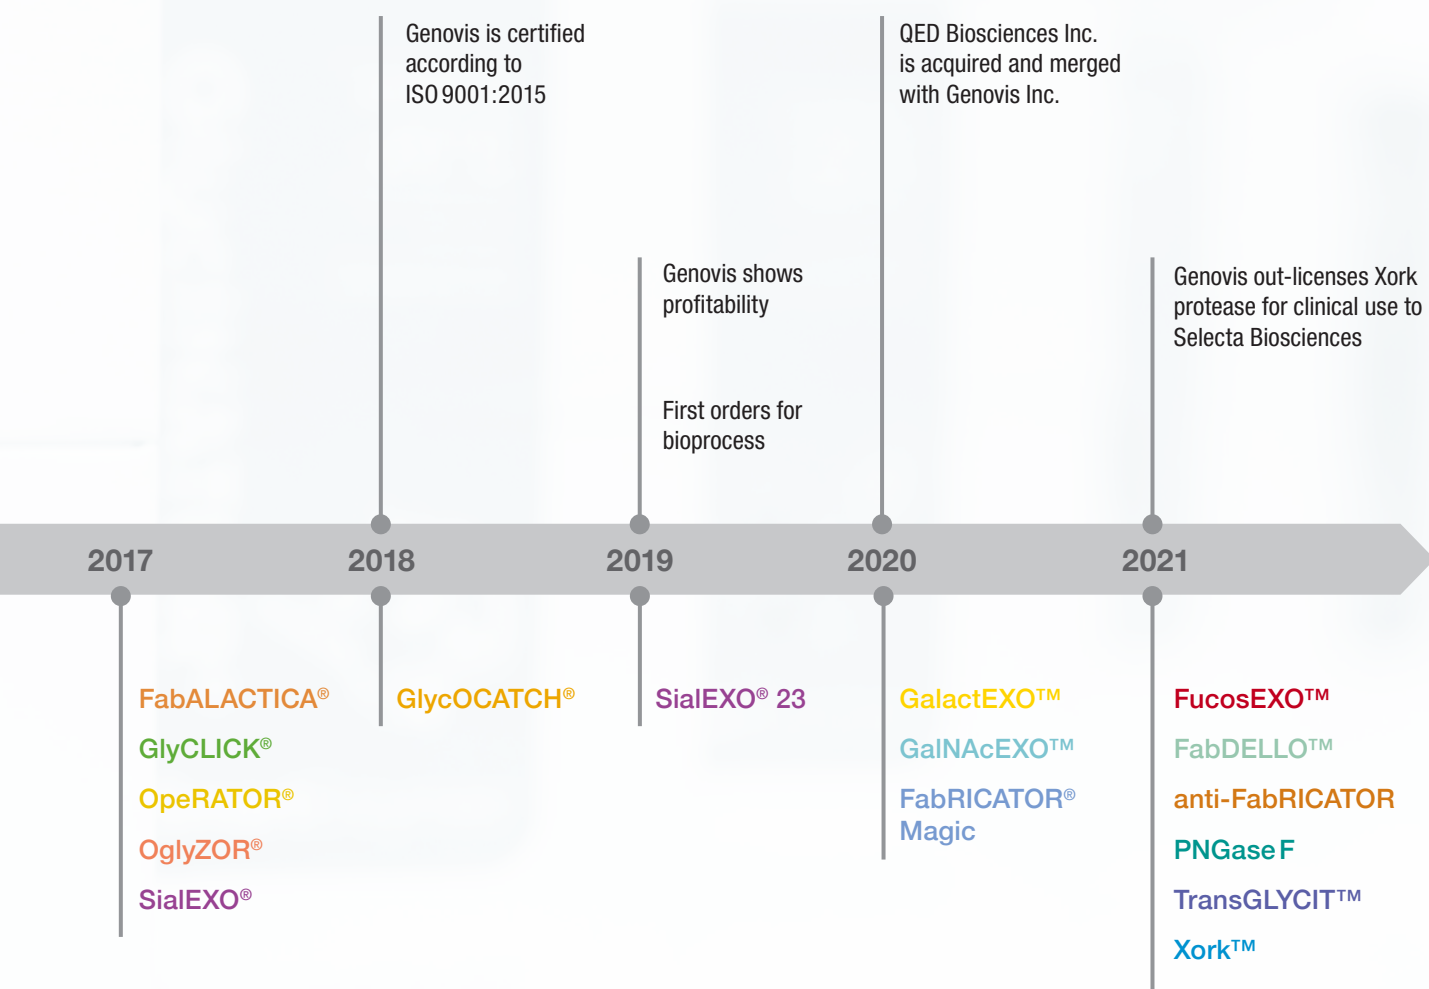 Genovis is certified
according to
ISO 9001:2015
QED Biosciences Inc.
is acquired and merged
with Genovis Inc.
Genovis shows
profitability
First orders for
bioprocess
Genovis out-licenses Xork
protease for clinical use to
Selecta Biosciences
2017
2018
2019
2020
2021
FabALACTICA®
GlyCLICK®
OpeRATOR®
OglyZOR®
SialEXO®
GlycOCATCH®
SialEXO® 23
GalactEXO™
GalNAcEXO™
FabRICATOR®
Magic
FucosEXO™
FabDELLO™
anti-FabRICATOR
PNGase F
TransGLYCIT™
Xork™